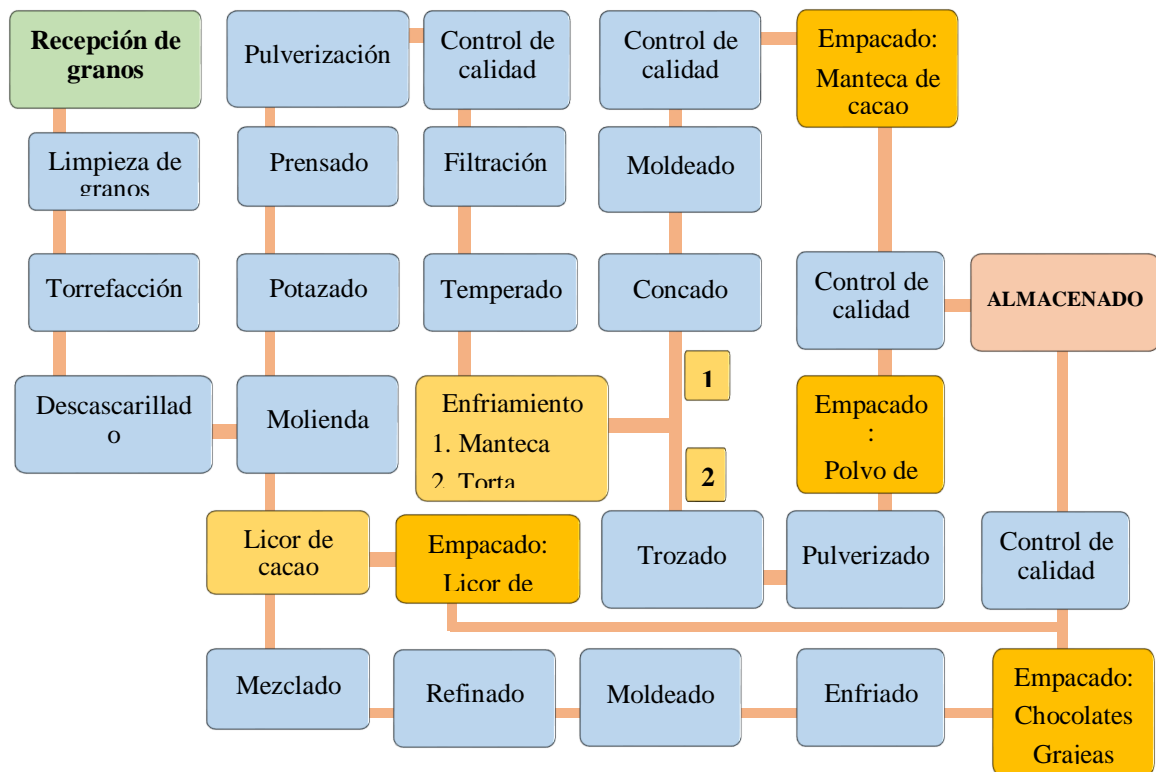 Recepción de
granos
Limpieza de
granos
Torrefacción
Descascarillad
o
Pulverización
Prensado
Potazado
Molienda
Licor de
cacao
Mezclado
Control de
calidad
Filtración
Temperado
Enfriamiento
1. Manteca
2. Torta
Empacado:
Licor de
Refinado
Control de
calidad
Moldeado
Concado
1
2
Trozado
Moldeado
Empacado:
Manteca de
cacao
Control de
calidad
Empacado
:
Polvo de
Pulverizado
Enfriado
ALMACENADO
Control de
calidad
Empacado:
Chocolates
Grajeas